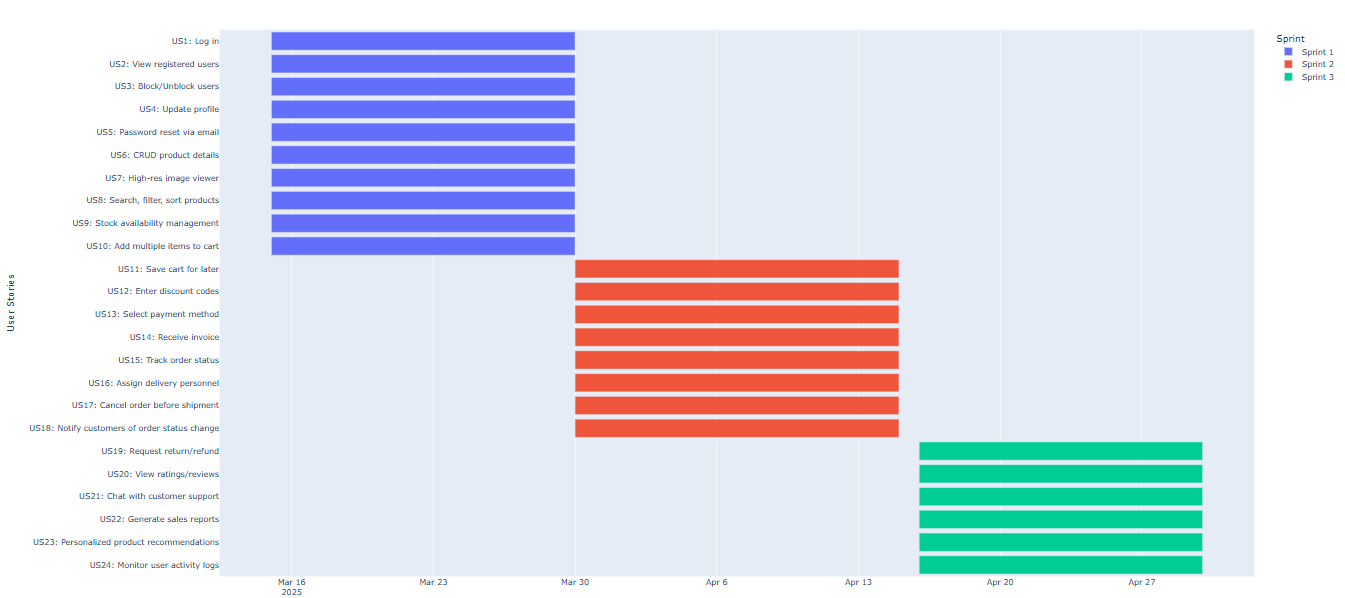 US1: Log in
US2: View registered users
US3: Block/Unblock users
US4: Update profile
US5: Password reset via email
US6: CRUD product details
US7: High-res image viewer
US8: Search, filter, sort products
US9: Stock availability management
US10: Add multiple items to cart
US11: Save cart for later
US12: Enter discount codes
US13: Select payment method
US14: Receive invoice
US15: Track order status
US16: Assign delivery personnel
US17: Cancel order before shipment
US18: Notify customers of order status change
US19: Request return/refund
US20: View ratings/reviews
US21: Chat with customer support
US22: Generate sales reports
US23: Personalized product recommendations
US24: Monitor user activity logs
User Stories
Mar 16 Mar 23 Mar 30 Apr 6 Apr 13 Apr 20 Apr 27
2025
Sprint
Sprint 1
Sprint 2
Sprint 3